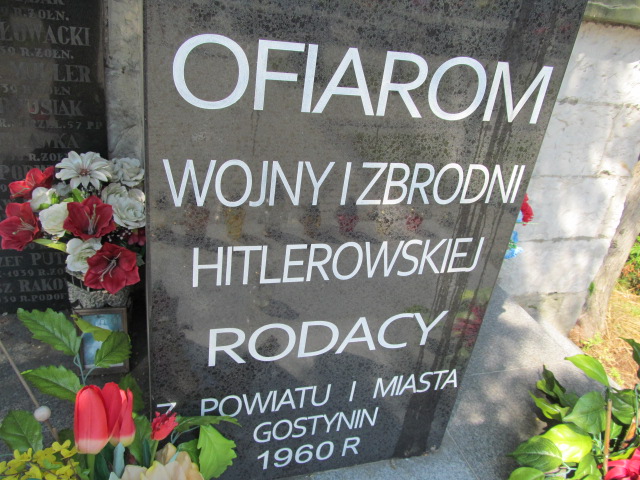 OFIAROM
WOJNY I ZBRODNI
HITLEROWSKIEJ
RODACY
Z POWIATU I MIASTA
GOSTYNIN
1960 R